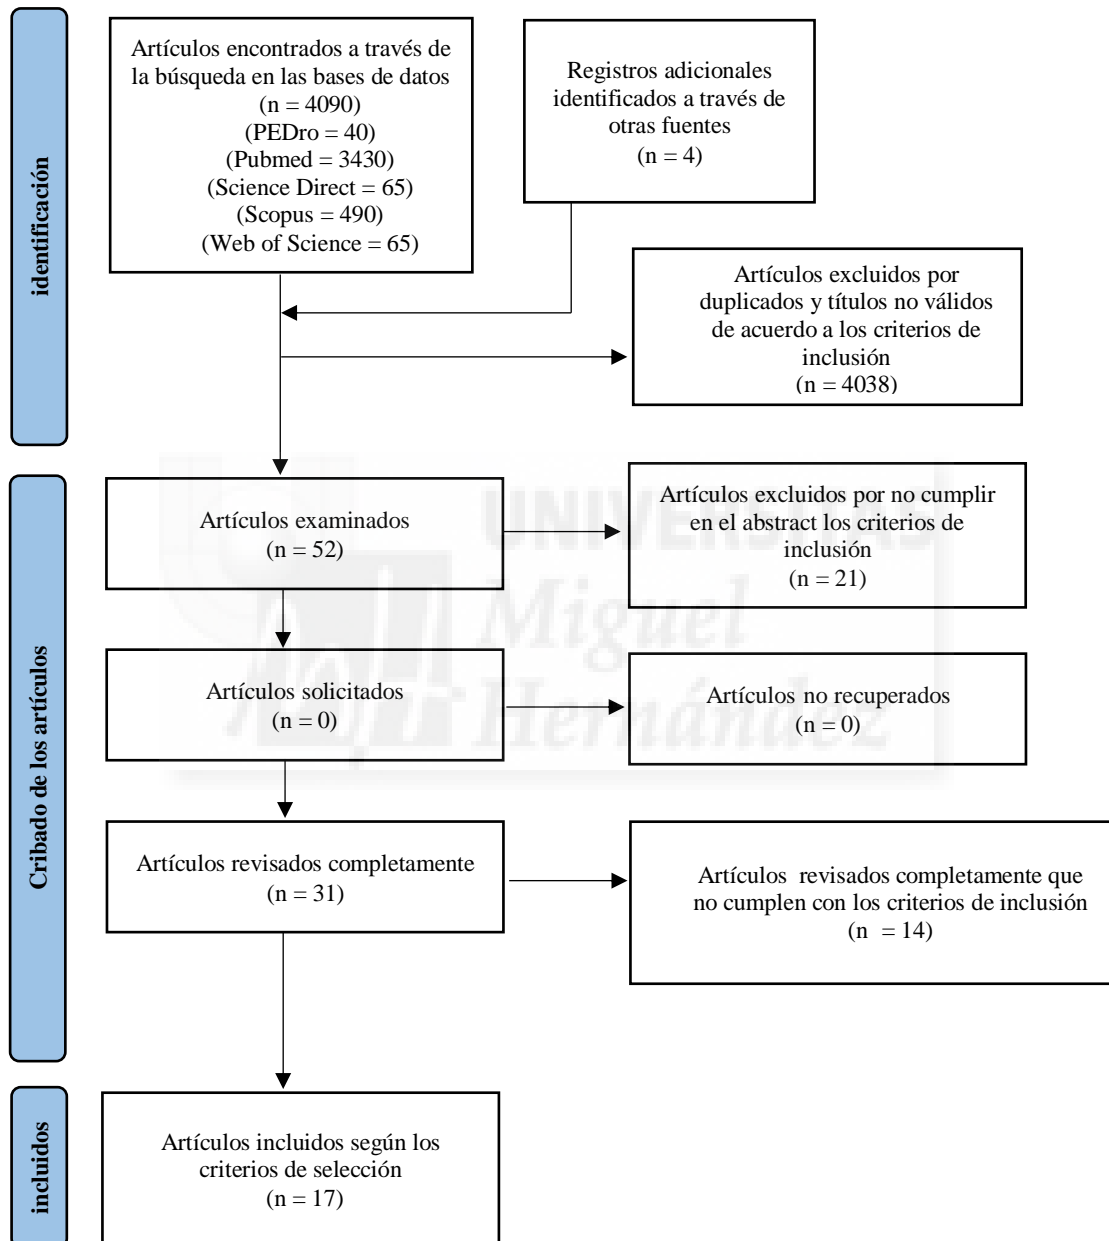 identificación
Artículos encontrados a través de
la búsqueda en las bases de datos
(n = 4090)
(PEDro = 40)
(Pubmed = 3430)
(Science Direct = 65)
(Scopus = 490)
(Web of Science = 65)
Registros adicionales
identificados a través de
otras fuentes
(n = 4)
Artículos excluidos por
duplicados y títulos no válidos
de acuerdo a los criterios de
inclusión
(n = 4038)
Cribado de los artículos
Artículos examinados
(n = 52)
Artículos excluidos por no cumplir
en el abstract los criterios de
inclusión
(n = 21)
Artículos solicitados
(n = 0)
Artículos no recuperados
(n = 0)
Artículos revisados completamente
(n = 31)
Artículos  revisados completamente que
no cumplen con los criterios de inclusión
(n  = 14)
incluidos
Artículos incluidos según los
criterios de selección
(n = 17)
UNIVERSITAS
Miguel
Hernández